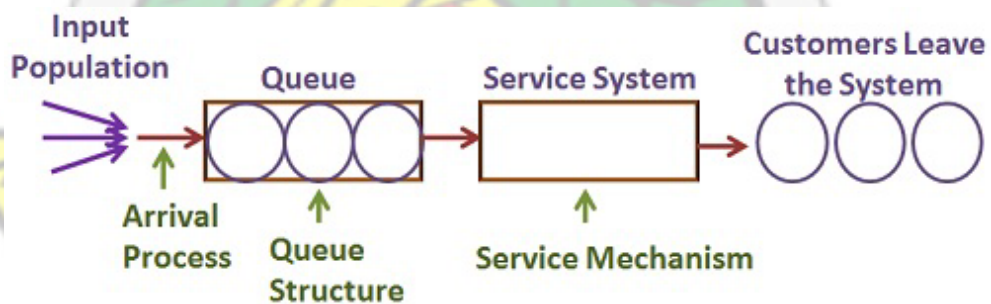 Input
Population
Queue
Service System
Customers Leave
the System
Arrival
Process
Queue
Structure
Service Mechanism